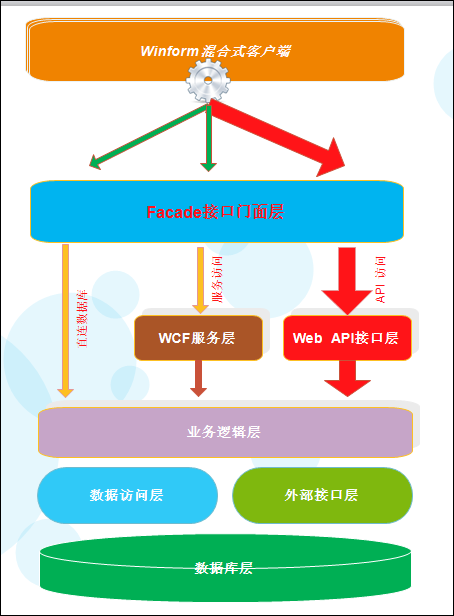 Winform混合式客户端
Facade接口门面层
直连数据库
服务访问
API 访问
WCF服务层
Web API接口层
业务逻辑层
数据访问层
外部接口层
数据库层